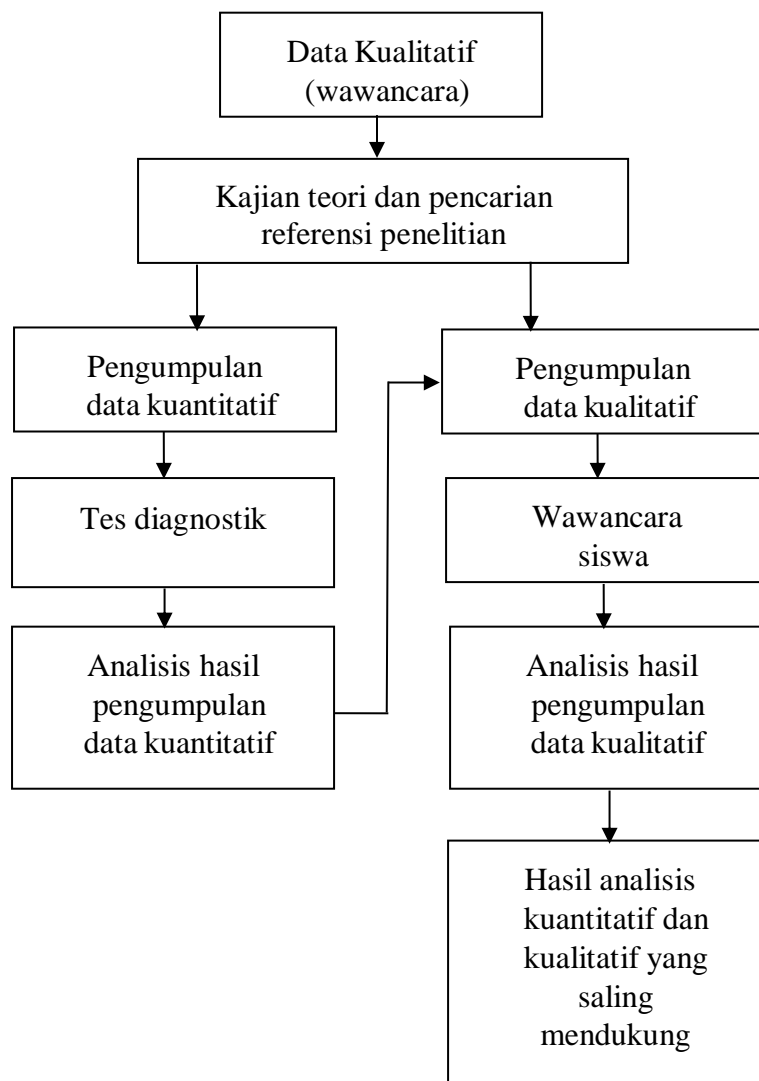 Data Kualitatif
(wawancara)
Kajian teori dan pencarian
referensi penelitian
Pengumpulan
data kuantitatif
Tes diagnostik
Analisis hasil
pengumpulan
data kuantitatif
Pengumpulan
data kualitatif
Wawancara
siswa
Analisis hasil
pengumpulan
data kualitatif
Hasil analisis
kuantitatif dan
kualitatif yang
saling
mendukung